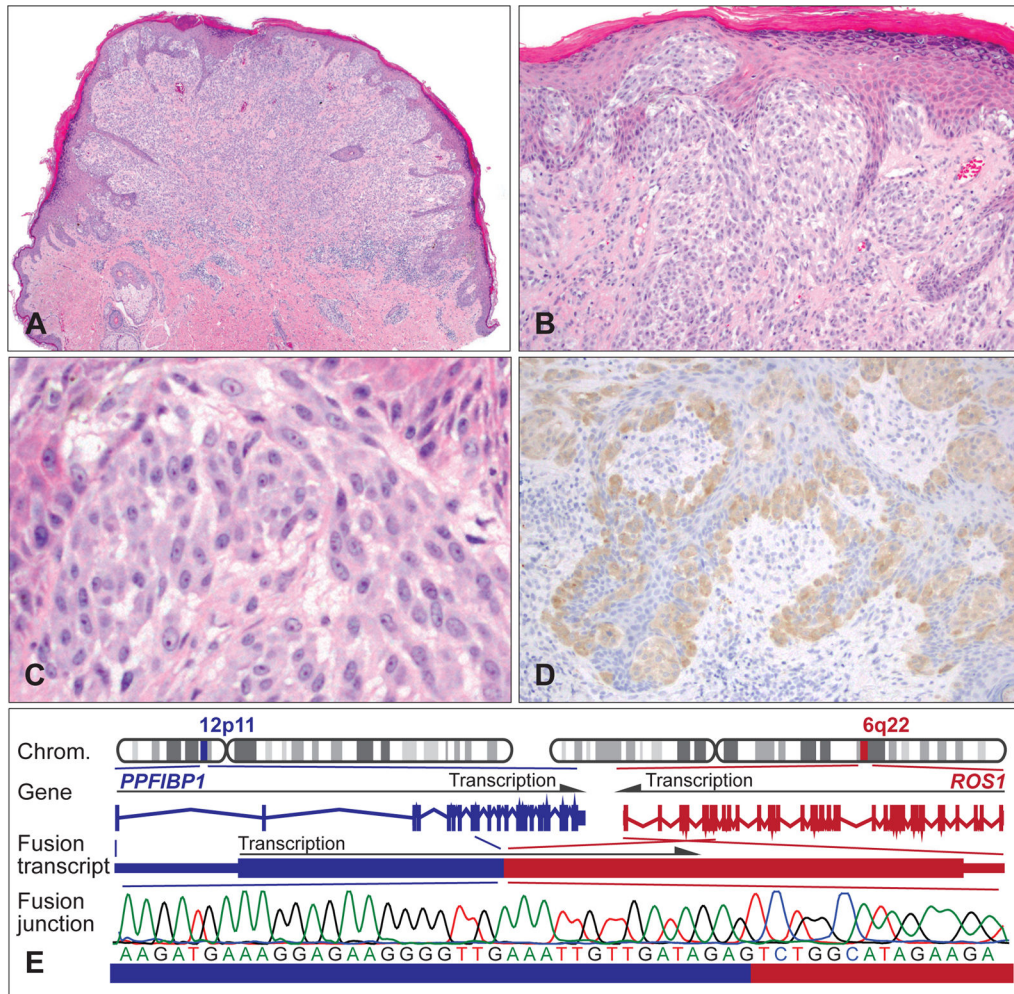 A
B
C
D
12p11 6q22
Chrom.
PPFIBP1 Transcription Transcription ROS1
Gene
Fusion
transcript
Transcription
Fusion
junction
AAGATGAAAGGAGAAGGGGTTGAAATTGTTGATAGAGTCTGGCATAGAAGA
E